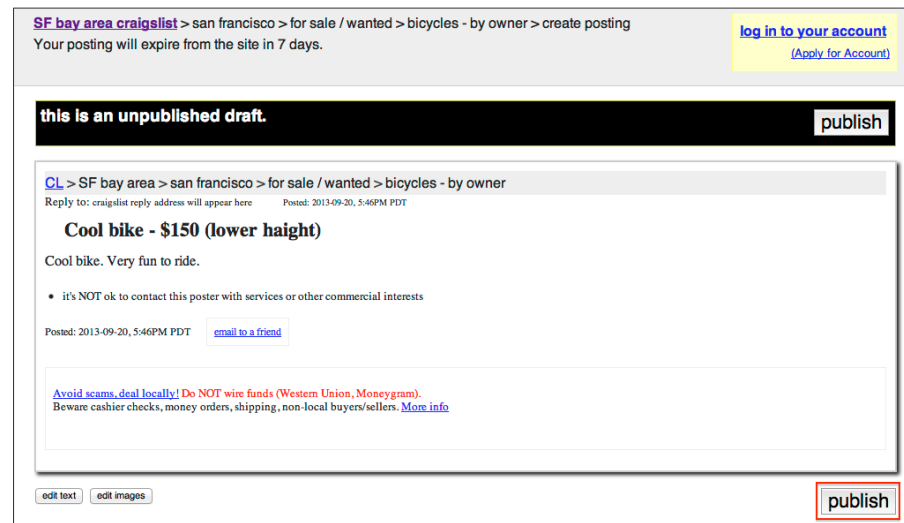 SF bay area craigslist > san francisco > for sale / wanted > bicycles - by owner > create posting
Your posting will expire from the site in 7 days.
log in to your account
(Apply for Account)
this is an unpublished draft.
publish
CL > SF bay area > san francisco > for sale / wanted > bicycles - by owner
Reply to: craigslist reply address will appear here Posted: 2013-09-20, 5:46PM PDT
Cool bike - $150 (lower haight)
Cool bike. Very fun to ride.
• it's NOT ok to contact this poster with services or other commercial interests
Posted: 2013-09-20, 5:46PM PDT email to a friend
Avoid scams, deal locally! Do NOT wire funds (Western Union, Moneygram).
Beware cashier checks, money orders, shipping, non-local buyers/sellers. More info
edit text edit images
publish